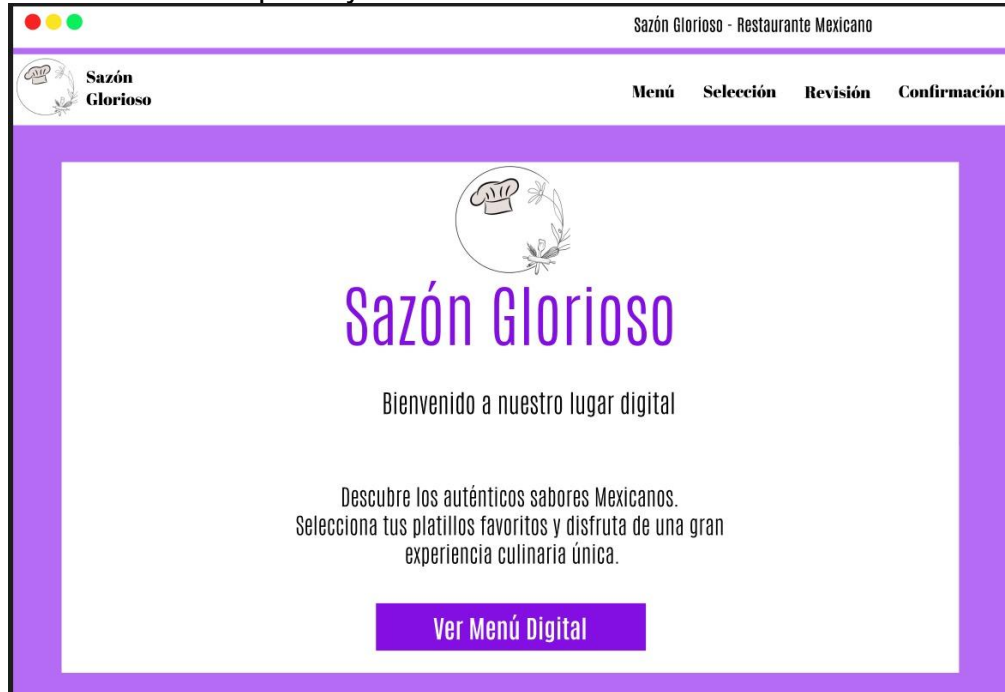 Sazón Glorioso - Restaurante Mexicano
Sazón
Glorioso
Menú Selección Revisión Confirmación
Sazón Glorioso
Bienvenido a nuestro lugar digital
Descubre los auténticos sabores Mexicanos.
Selecciona tus platillos favoritos y disfruta de una gran
experiencia culinaria única.
Ver Menú Digital